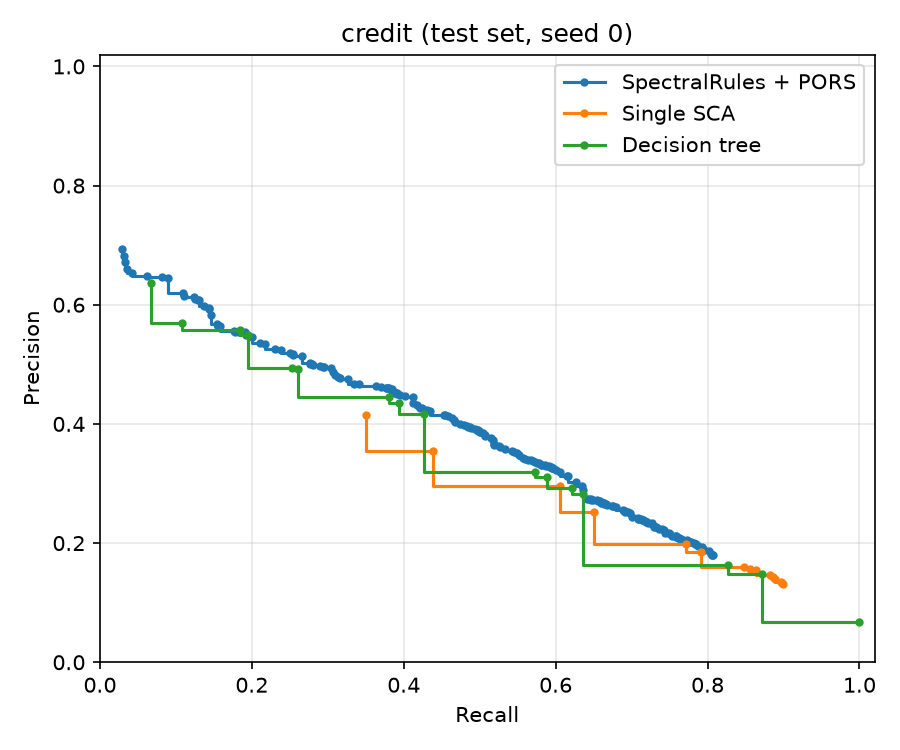 credit (test set, seed 0)
SpectralRules + PORS
Single SCA
Decision tree
1.0
0.8
0.6
0.4
0.2
0.0
Precision
0.0 0.2 0.4 0.6 0.8 1.0
Recall